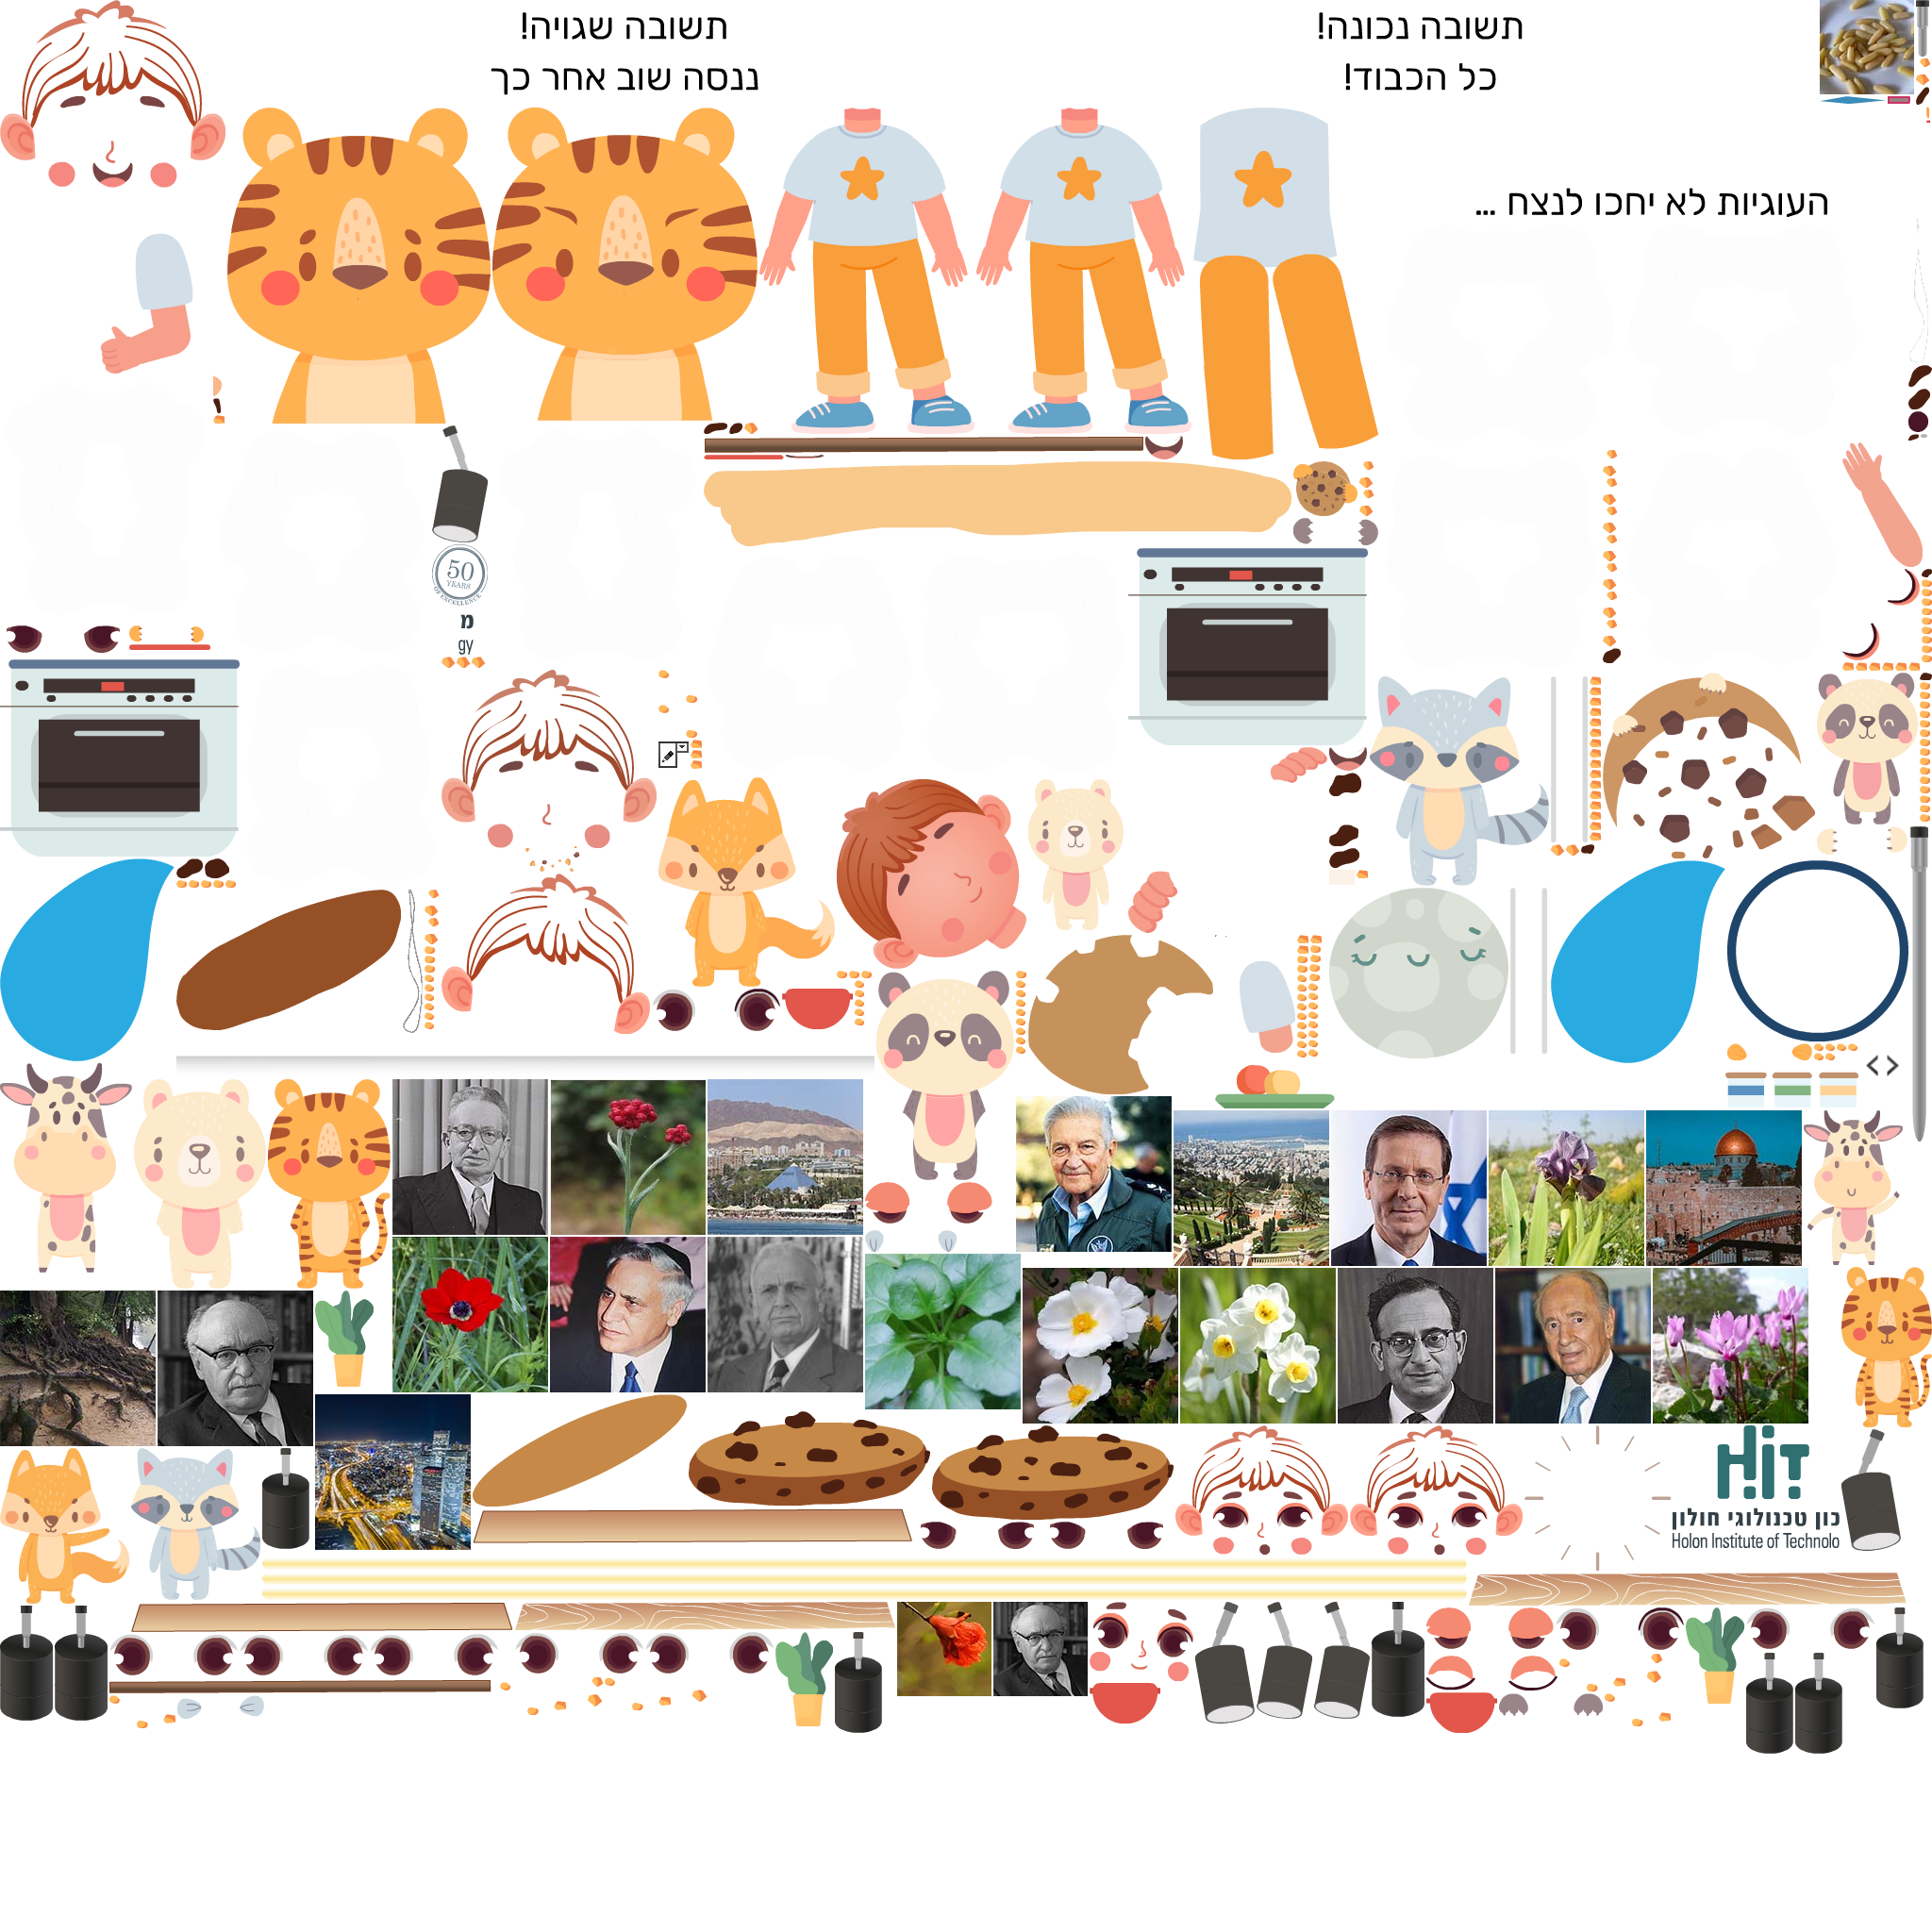 תשובה שגויה!
ננסה שוב אחר כך
תשובה נכונה!
כל הכבוד!
העוגיות לא יחכו לנצח ...
50
YEARS
OF EXCELLENCE
מ
gy
HiT
כון טכנולוגי חולון
Holon Institute of Technolo